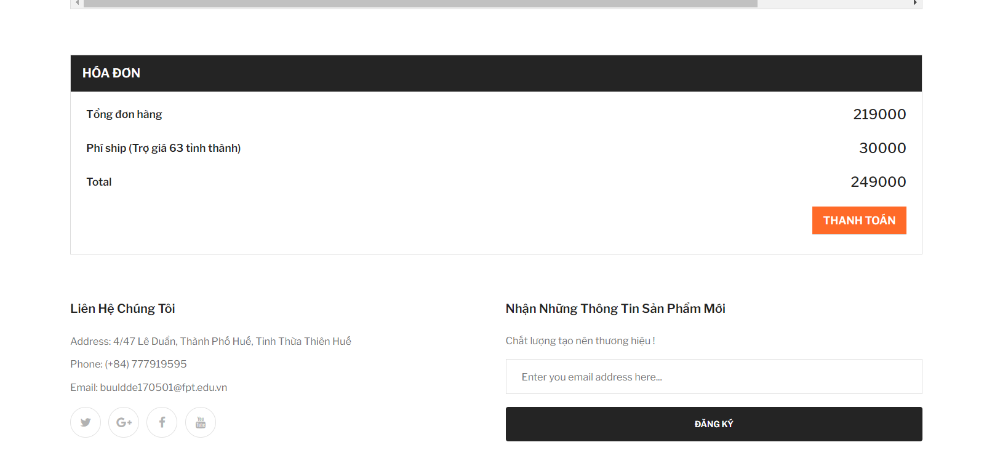 HÓA ĐƠN
Tổng đơn hàng 219000
Phí ship (Trợ giá 63 tỉnh thành) 30000
Total 249000
THANH TOÁN
Liên Hệ Chúng Tôi
Address: 4/47 Lê Duẩn, Thành Phố Huế, Tỉnh Thừa Thiên Huế
Phone: (+84) 777919595
Email: buuldde170501@fpt.edu.vn
G+ f You Tube
Nhận Những Thông Tin Sản Phẩm Mới
Chất lượng tạo nên thương hiệu !
Enter you email address here...
ĐĂNG KÝ